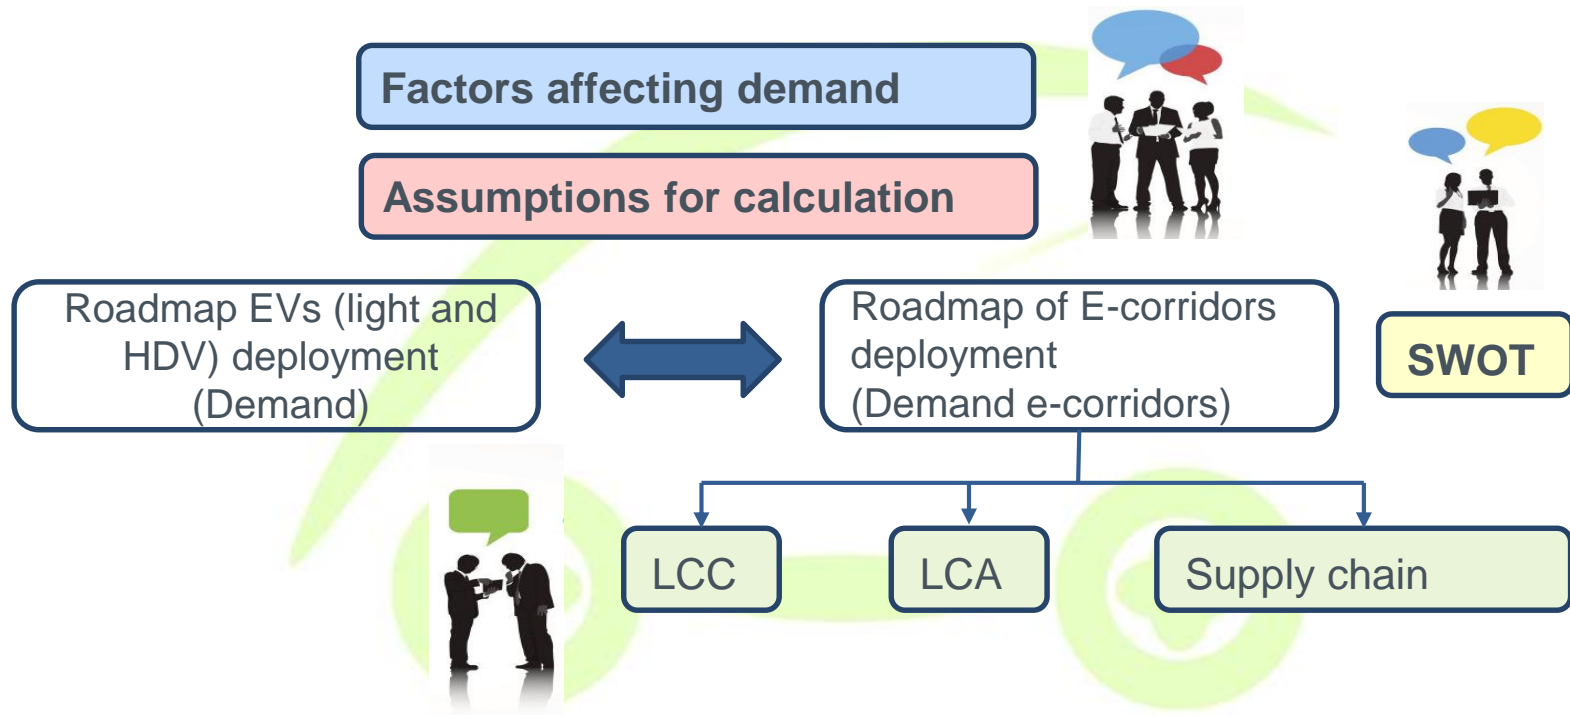 Factors affecting demand
Assumptions for calculation
Roadmap EVs (light and
HDV) deployment
(Demand)
Roadmap of E-corridors
deployment
(Demand e-corridors)
SWOT
LCC
LCA
Supply chain